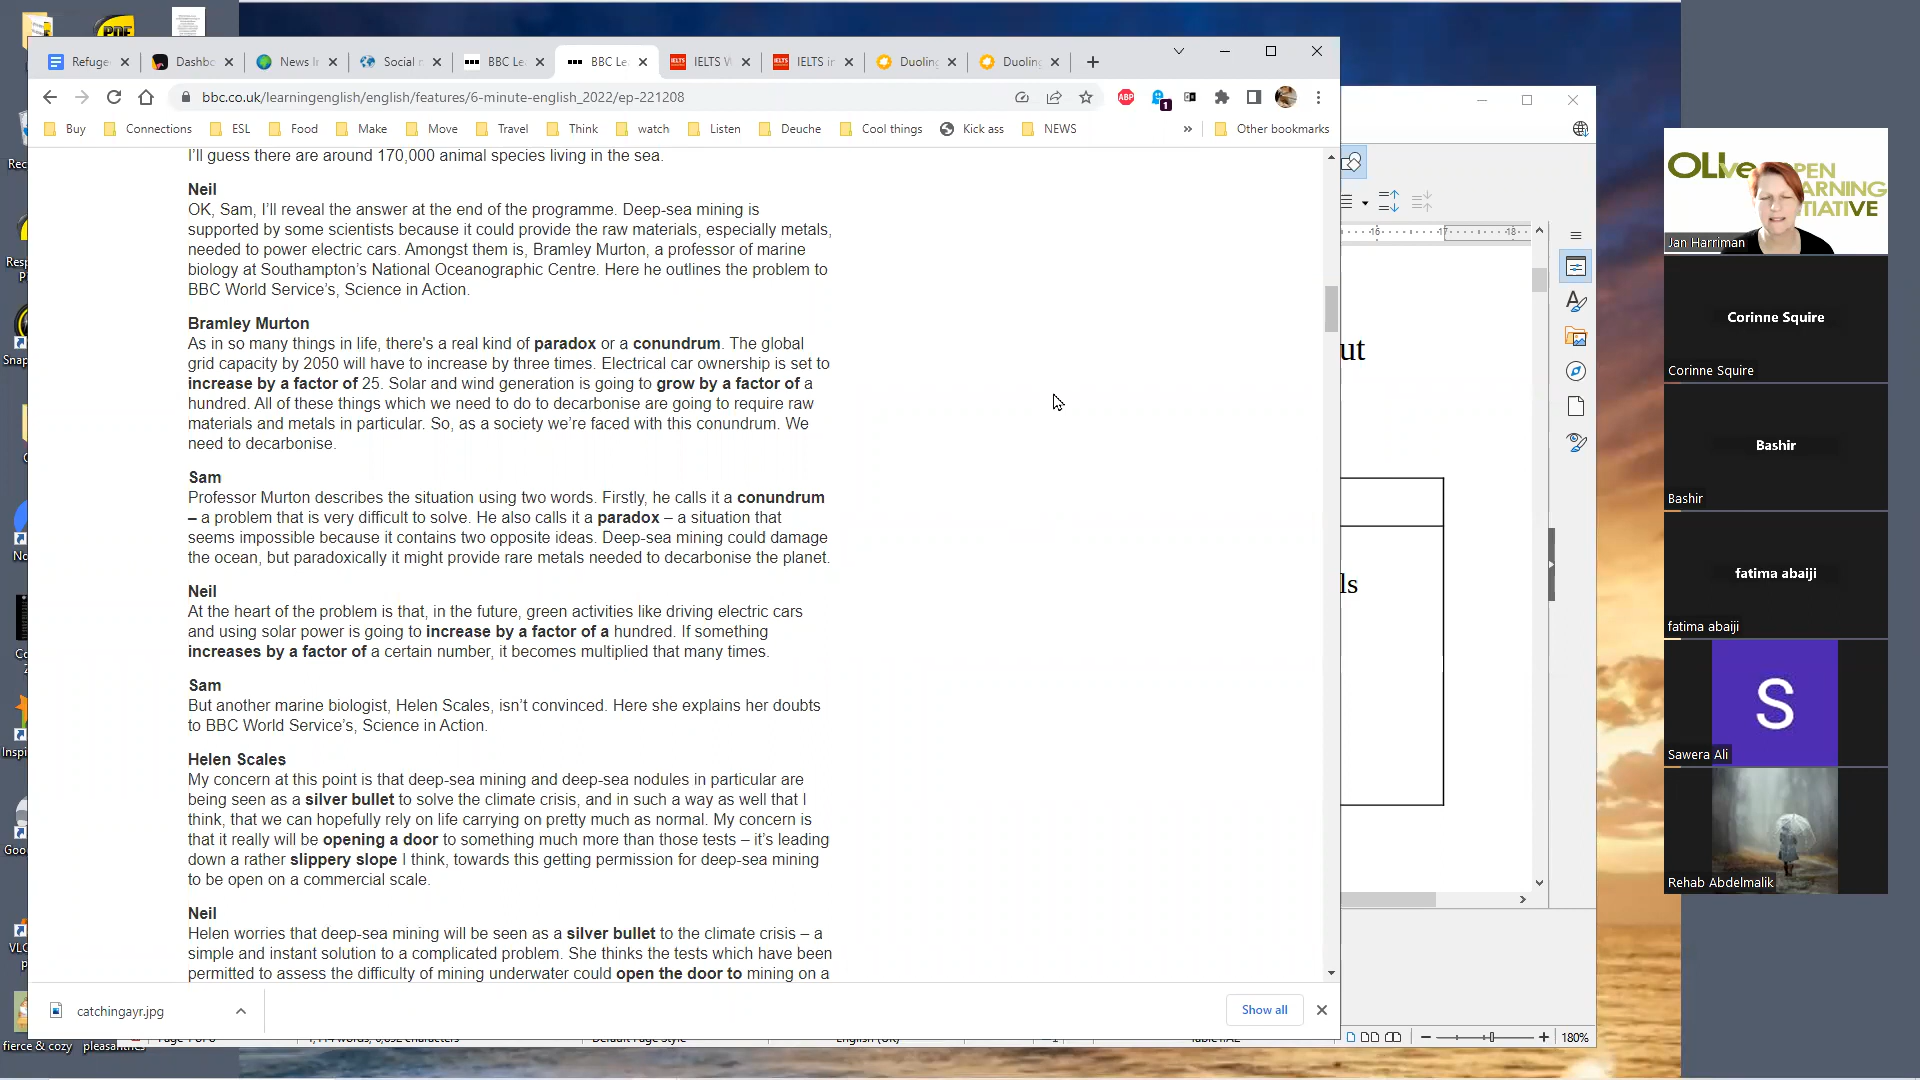 PDF
Refuge
Dashbo
News I
Social n
BBC Le
BBC Le
IELTS W
IELTS in
Duoling
Duoling
bbc.co.uk/learningenglish/english/features/6-minute-english_2022/ep-221208
ABP
1
Buy
Connections
ESL
Food
Make
Move
Travel
Think
watch
Listen
Deuche
Cool things
Kick ass
NEWS
»
Other bookmarks
I'll guess there are around 170,000 animal species living in the sea.
Neil
OK, Sam, I'll reveal the answer at the end of the programme. Deep-sea mining is
supported by some scientists because it could provide the raw materials, especially metals,
needed to power electric cars. Amongst them is, Bramley Murton, a professor of marine
biology at Southampton's National Oceanographic Centre. Here he outlines the problem to
BBC World Service's, Science in Action.
Bramley Murton
As in so many things in life, there's a real kind of paradox or a conundrum. The global
grid capacity by 2050 will have to increase by three times. Electrical car ownership is set to
increase by a factor of 25. Solar and wind generation is going to grow by a factor of a
hundred. All of these things which we need to do to decarbonise are going to require raw
materials and metals in particular. So, as a society we're faced with this conundrum. We
need to decarbonise.
Sam
Professor Murton describes the situation using two words. Firstly, he calls it a conundrum
– a problem that is very difficult to solve. He also calls it a paradox – a situation that
seems impossible because it contains two opposite ideas. Deep-sea mining could damage
the ocean, but paradoxically it might provide rare metals needed to decarbonise the planet.
Neil
At the heart of the problem is that, in the future, green activities like driving electric cars
and using solar power is going to increase by a factor of a hundred. If something
increases by a factor of a certain number, it becomes multiplied that many times.
Sam
But another marine biologist, Helen Scales, isn't convinced. Here she explains her doubts
to BBC World Service's, Science in Action.
Helen Scales
My concern at this point is that deep-sea mining and deep-sea nodules in particular are
being seen as a silver bullet to solve the climate crisis, and in such a way as well that I
think, that we can hopefully rely on life carrying on pretty much as normal. My concern is
that it really will be opening a door to something much more than those tests – it's leading
down a rather slippery slope I think, towards this getting permission for deep-sea mining
to be open on a commercial scale.
Neil
Helen worries that deep-sea mining will be seen as a silver bullet to the climate crisis – a
simple and instant solution to a complicated problem. She thinks the tests which have been
permitted to assess the difficulty of mining underwater could open the door to mining on a
catchingayr.jpg
Show all
fierce & cozy
pleasantries
English (UK)
180%
16
17
18
ut
ls
Rec
Resp
P
Snap
No
Co
Inspi
Goo
VLC
p
OLIve OPEN
LEARNING
INITIATIVE
Jan Harriman
Corinne Squire
Corinne Squire
Bashir
Bashir
fatima abaiji
fatima abaiji
S
Sawera Ali
Rehab Abdelmalik